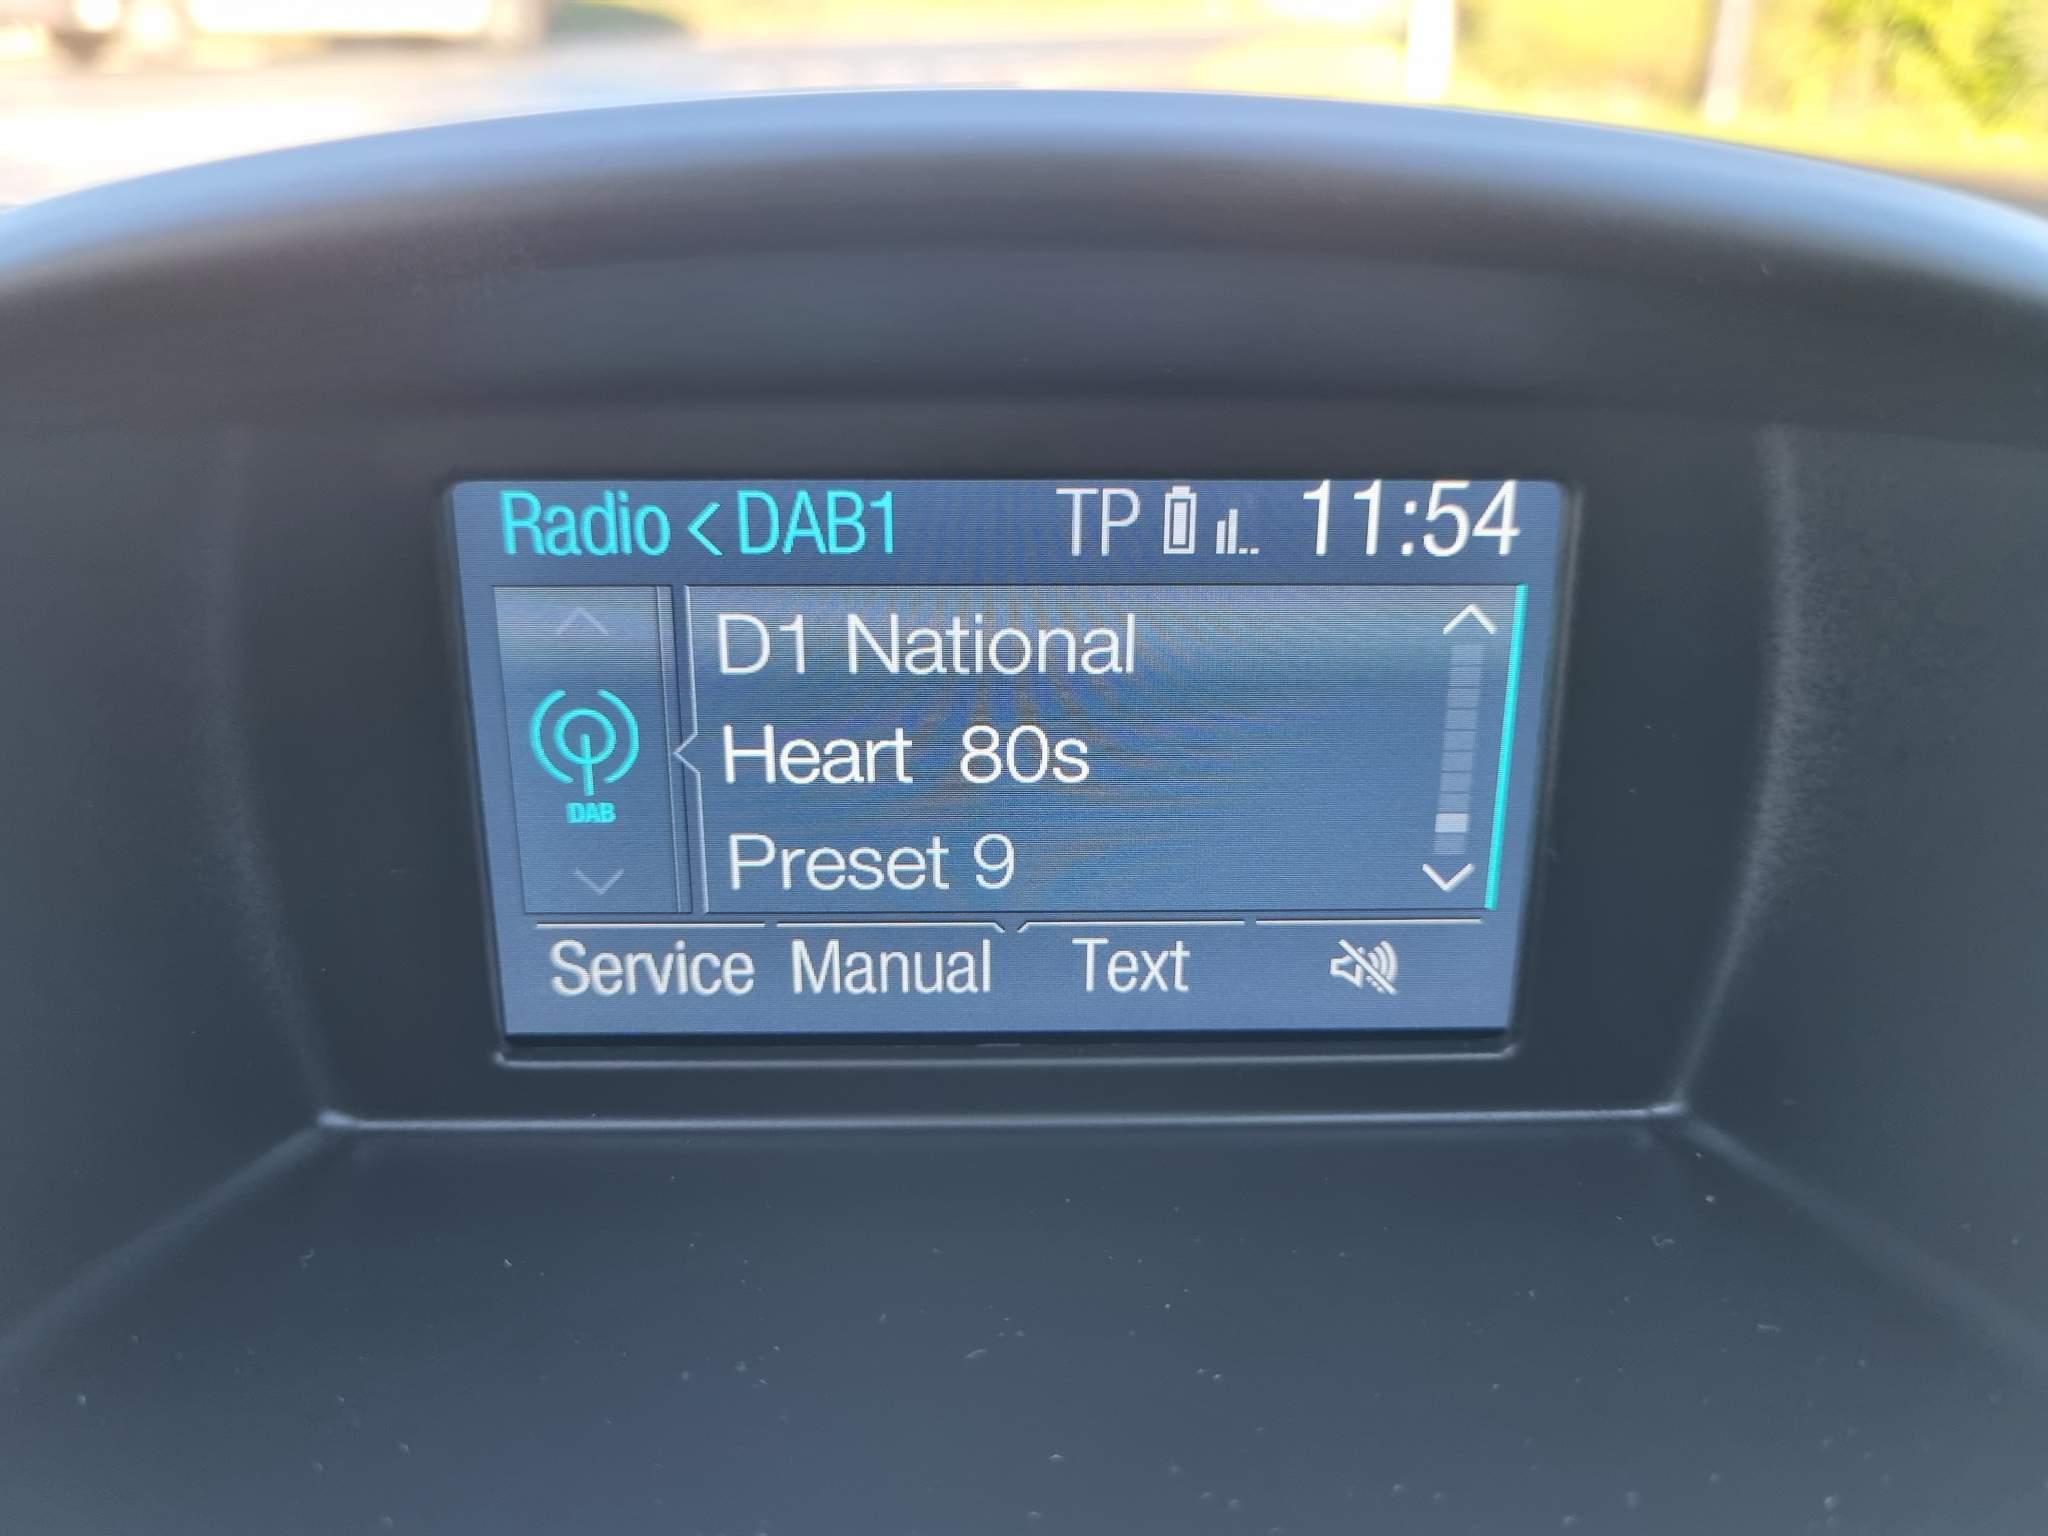 Radio < DAB1 TP 11:54
D1 National
Heart 80s
DAB
Preset 9
Service Manual Text